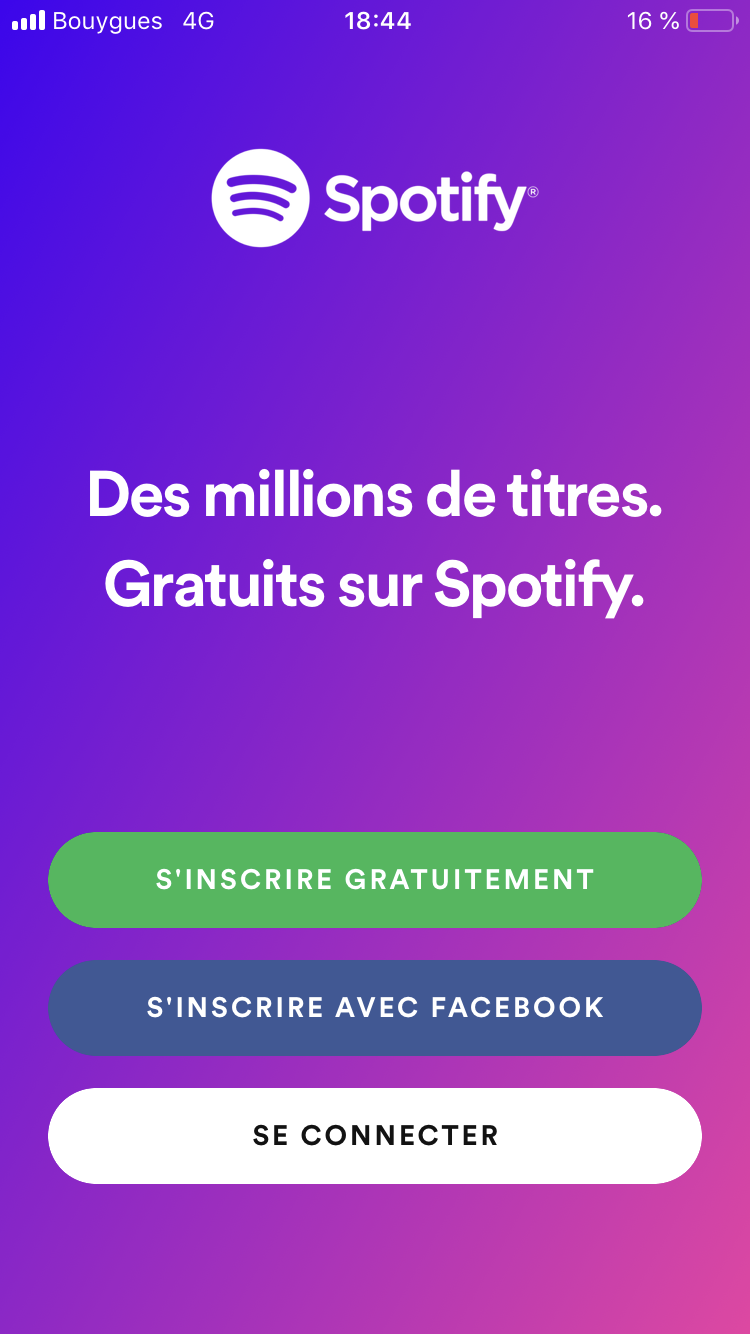 Bouygues 4G 18:44 16 %
Spotify®
Des millions de titres.
Gratuits sur Spotify.
S'INSCRIRE GRATUITEMENT
S'INSCRIRE AVEC FACEBOOK
SE CONNECTER